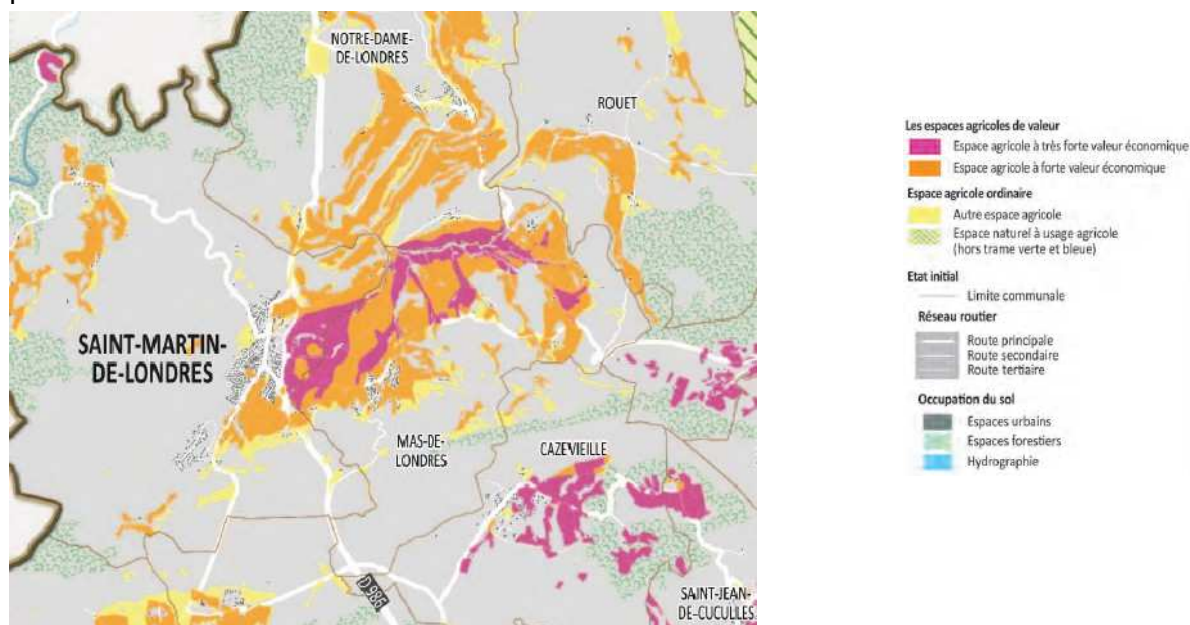 NOTRE-DAME-
DE-LONDRES
ROUET
SAINT-MARTIN-
DE-LONDRES
MAS-DE-
LONDRES
CAZEVIEILLE
D 986
SAINT-JEAN-
DE-CUCULLES
Les espaces agricoles de valeur
Espace agricole à très forte valeur économique
Espace agricole à forte valeur économique
Espace agricole ordinaire
Autre espace agricole
Espace naturel à usage agricole
(hors trame verte et bleue)
Etat initial
Limite communale
Réseau routier
Route principale
Route secondaire
Route tertiaire
Occupation du sol
Espaces urbains
Espaces forestiers
Hydrographie